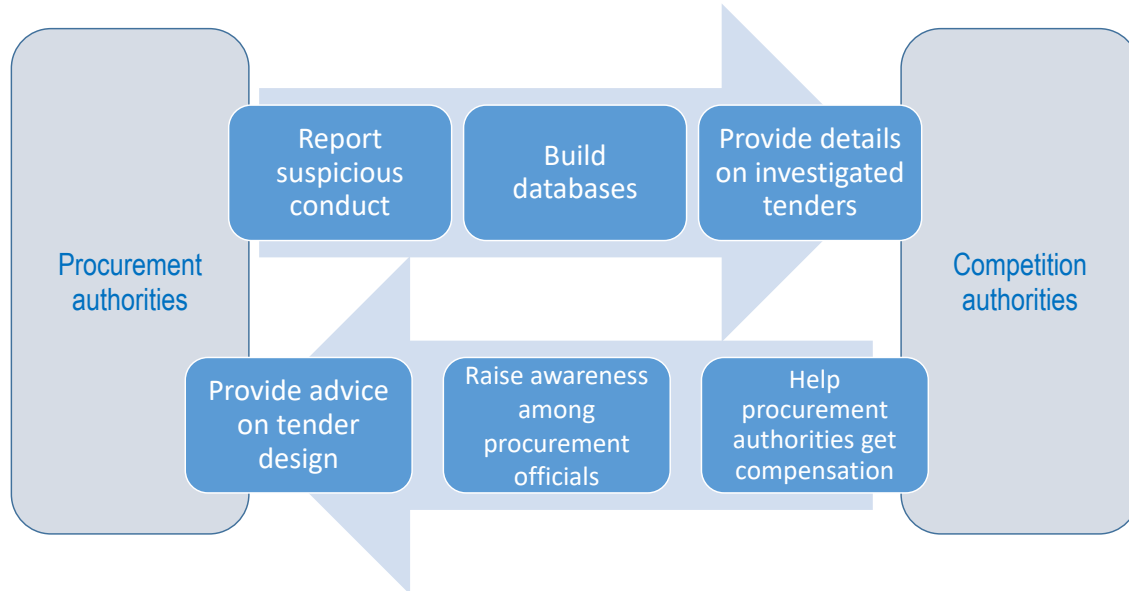 Procurement
authorities
Report
suspicious
conduct
Build
databases
Provide details
on investigated
tenders
Competition
authorities
Provide advice
on tender
design
Raise awareness
among
procurement
officials
Help
procurement
authorities get
compensation